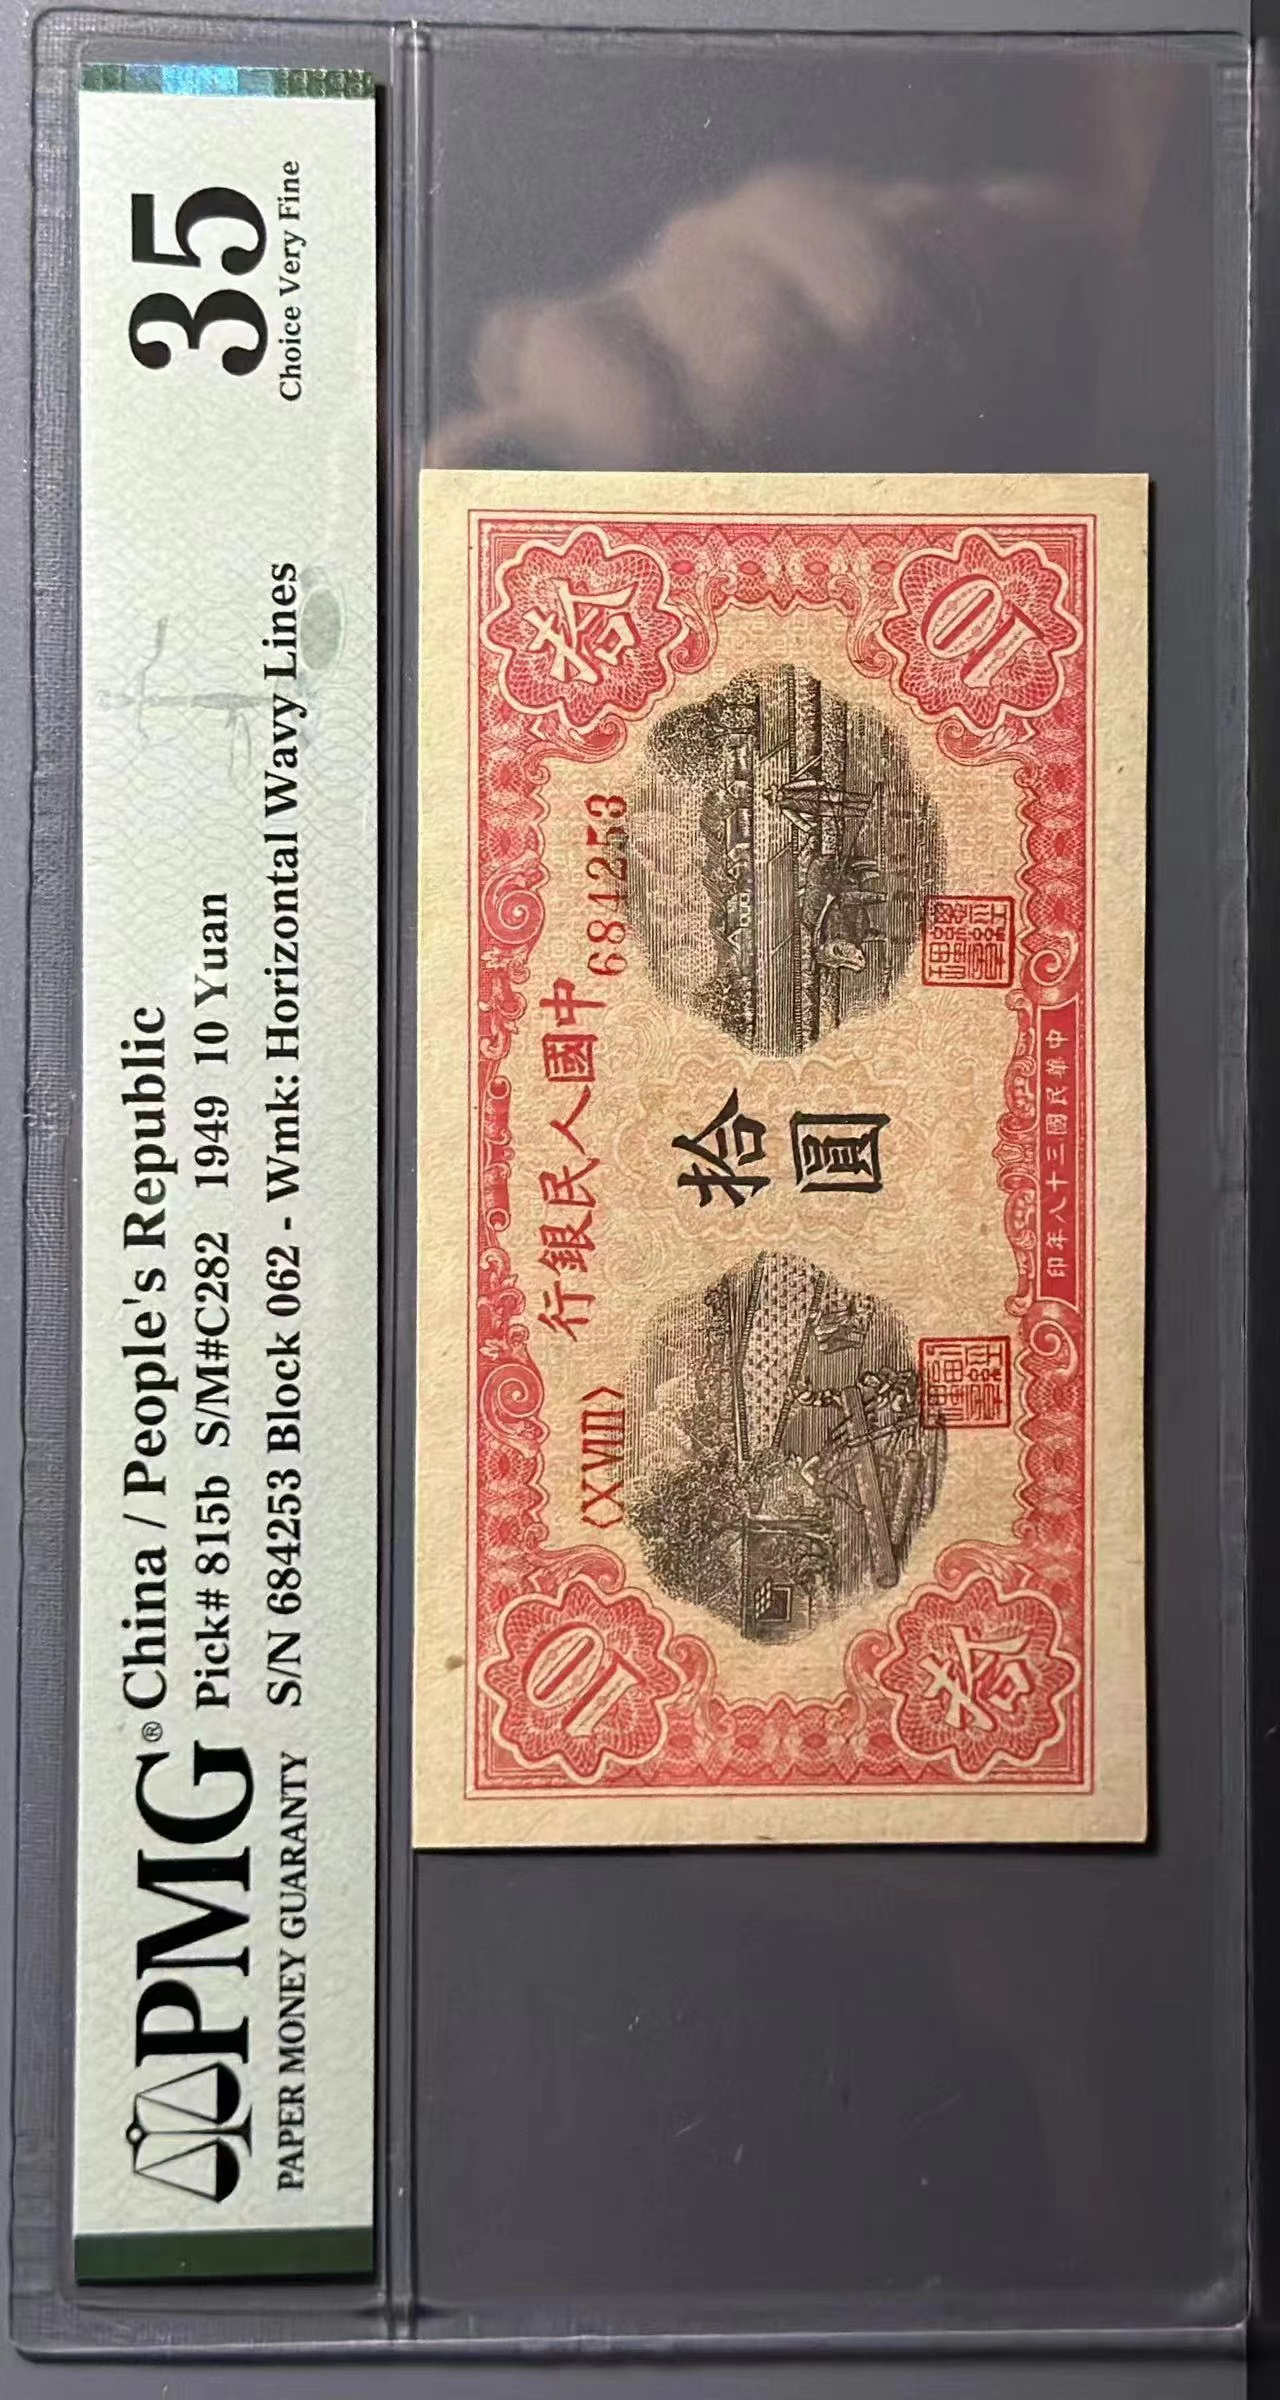 PMG®
PAPER MONEY GUARANTY
China / People's Republic
Pick# 815b S/M#C282 1949 10 Yuan
S/N 684253 Block 062 - Wmk: Horizontal Wavy Lines
35
Choice Very Fine
10
拾
行銀民人國中
〈XVIII〉
684253
拾
圓
拾
10
印年八十三國民華中